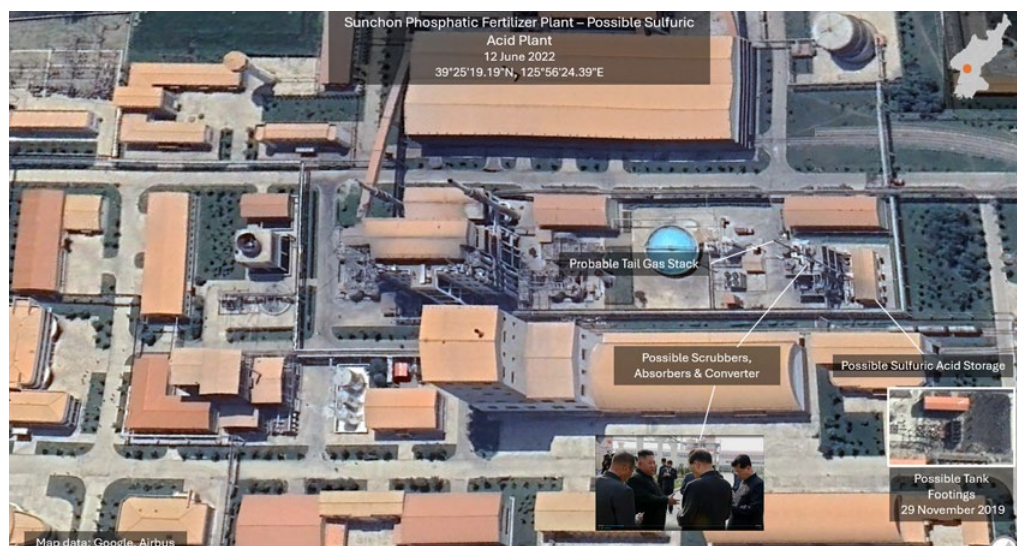 Sunchon Phosphatic Fertilizer Plant – Possible Sulfuric
Acid Plant
12 June 2022
39°25'19.19"N, 125°56'24.39"E
Probable Tail Gas Stack
Possible Scrubbers,
Absorbers & Converter
Possible Sulfuric Acid Storage
Possible Tank
Footings
29 November 2019
Map data: Google, Airbus